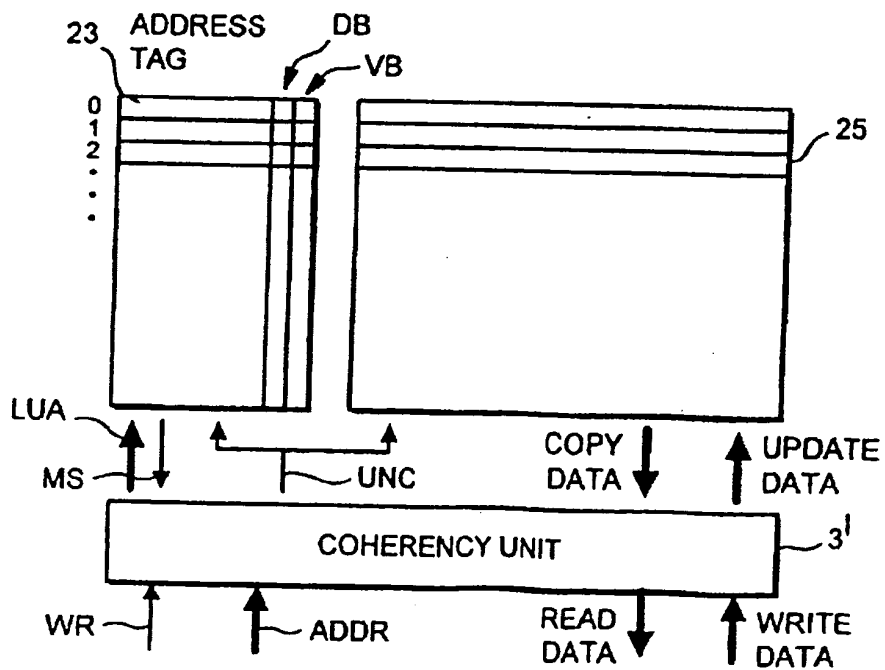 23
ADDRESS
TAG
DB
VB
0
1
2
25
LUA
MS
UNC
COPY
DATA
UPDATE
DATA
COHERENCY UNIT
3'
WR
ADDR
READ
DATA
WRITE
DATA